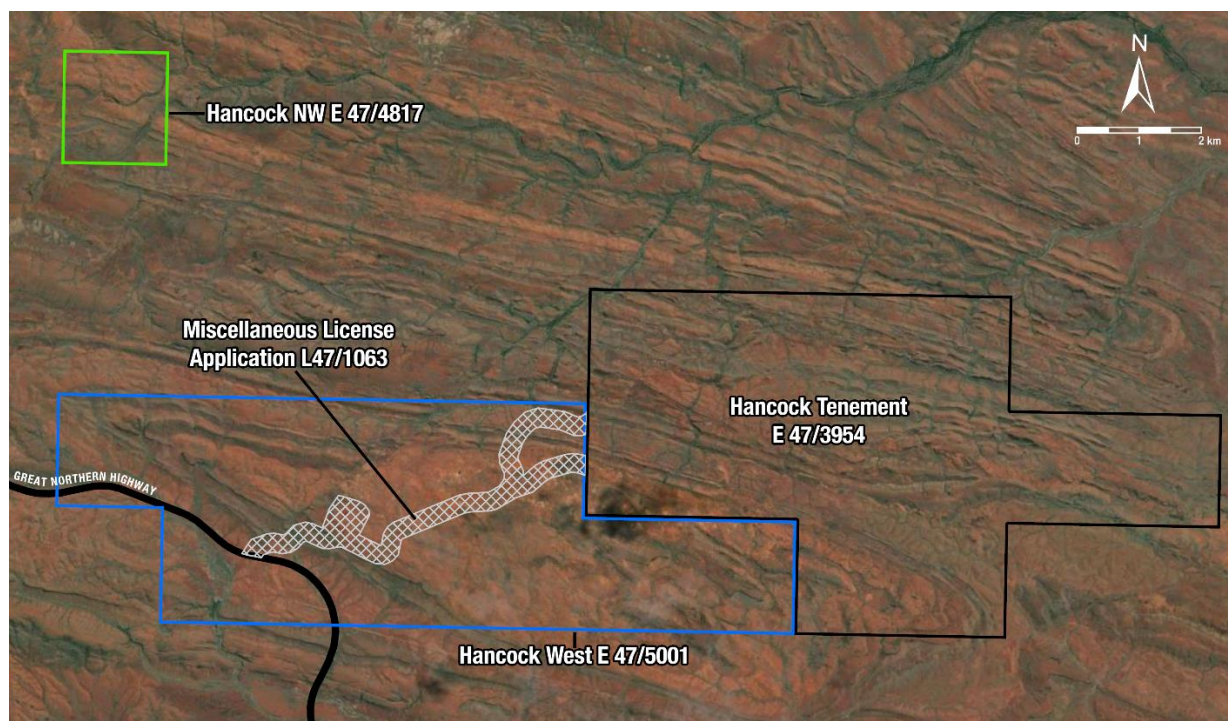 N
0 1 2 km
Hancock NW E 47/4817
Miscellaneous License
Application L47/1063
Hancock Tenement
E 47/3954
GREAT NORTHERN HIGHWAY
Hancock West E 47/5001